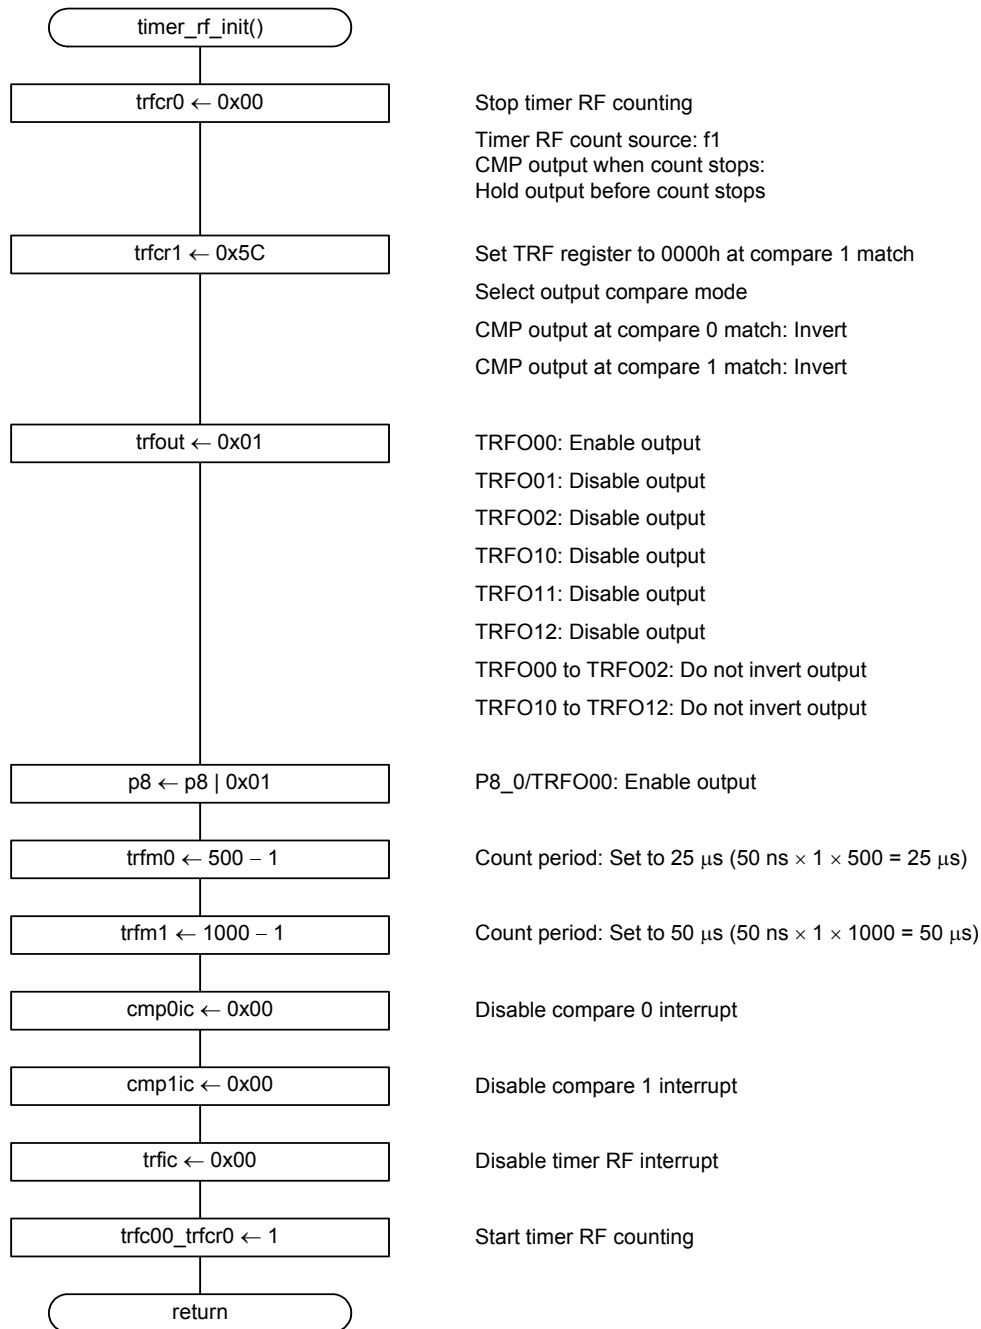 timer_rf_init()
trfcr0 ← 0x00
Stop timer RF counting
Timer RF count source: f1
CMP output when count stops:
Hold output before count stops
trfcr1 ← 0x5C
Set TRF register to 0000h at compare 1 match
Select output compare mode
CMP output at compare 0 match: Invert
CMP output at compare 1 match: Invert
trfout ← 0x01
TRFO00: Enable output
TRFO01: Disable output
TRFO02: Disable output
TRFO10: Disable output
TRFO11: Disable output
TRFO12: Disable output
TRFO00 to TRFO02: Do not invert output
TRFO10 to TRFO12: Do not invert output
p8 ← p8 | 0x01
P8_0/TRFO00: Enable output
trfm0 ← 500 − 1
Count period: Set to 25 μs (50 ns × 1 × 500 = 25 μs)
trfm1 ← 1000 − 1
Count period: Set to 50 μs (50 ns × 1 × 1000 = 50 μs)
cmp0ic ← 0x00
Disable compare 0 interrupt
cmp1ic ← 0x00
Disable compare 1 interrupt
trfic ← 0x00
Disable timer RF interrupt
trfc00_trfcr0 ← 1
Start timer RF counting
return